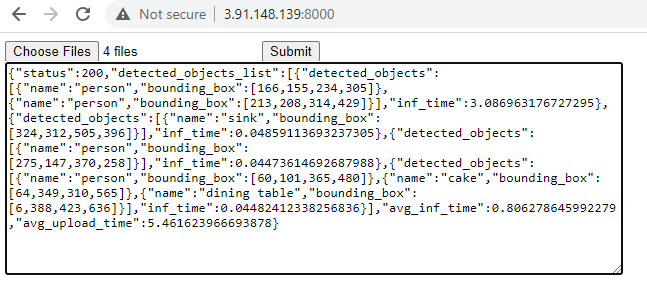 Not secure | 3.91.148.139:8000
Choose Files 4 files Submit
{"status":200,"detected_objects_list":[{"detected_objects":
[{"name":"person","bounding_box":[166,155,234,305]},
{"name":"person","bounding_box":[213,208,314,429]}],"inf_time":3.086963176727295},
{"detected_objects":[{"name":"sink","bounding_box":
[324,312,505,396]}],"inf_time":0.04859113693237305},{"detected_objects":
[{"name":"person","bounding_box":
[275,147,370,258]}],"inf_time":0.04473614692687988},{"detected_objects":
[{"name":"person","bounding_box":[60,101,365,480]},{"name":"cake","bounding_box":
[64,349,310,565]},{"name":"dining table","bounding_box":
[6,388,423,636]}],"inf_time":0.04482412338256836}],"avg_inf_time":0.806278645992279
,"avg_upload_time":5.461623966693878}